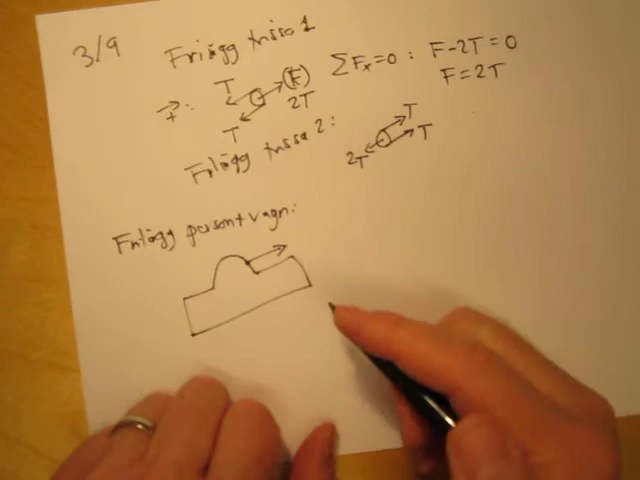 3/9
Frilägg trissa 1
T (F) ΣFx=0 : F-2T=0
→+: 2T F=2T
T
Frilägg trissa 2: T
2T T
Frilägg person+vagn: